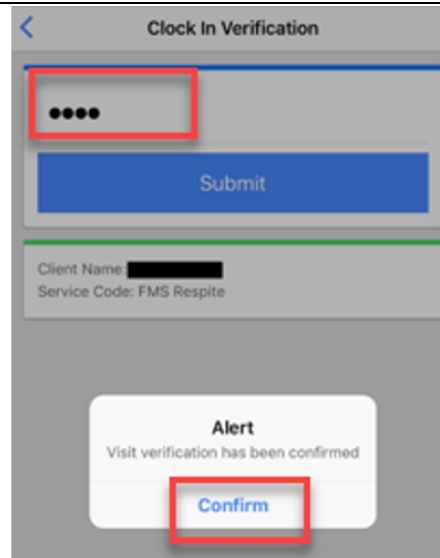 Clock In Verification
••••
Submit
Client Name:
Service Code: FMS Respite
Alert
Visit verification has been confirmed
Confirm